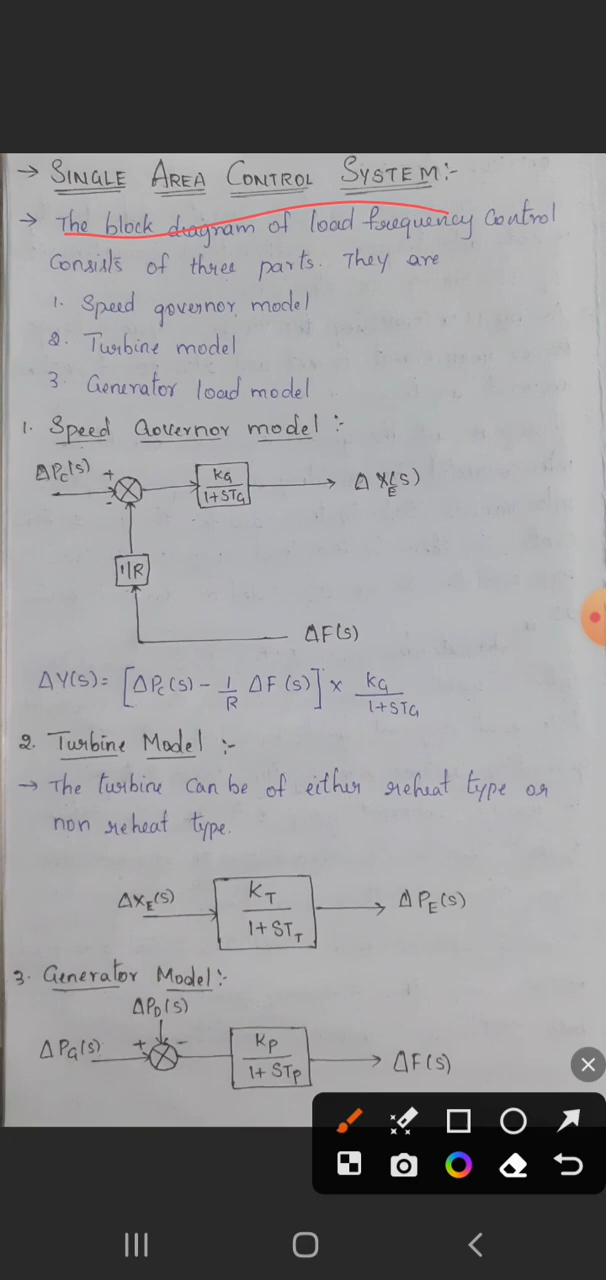 → SINGLE AREA CONTROL SYSTEM:-
→ The block diagram of load frequency control
consists of three parts. They are
1. Speed governor model
2. Turbine model
3. Generator load model
1. Speed Governor model :-
ΔPc(s) + KG ΔXE(s)
- 1+STG
1/R
ΔF(s)
ΔY(s) = [ΔPc(s) - 1/R ΔF(s)] × KG/1+STG
2. Turbine Model :-
→ The turbine can be of either reheat type or
non reheat type.
ΔXE(s) KT/1+STT ΔPE(s)
3. Generator Model :-
ΔPD(s)
ΔPG(s) + - KP/1+STP ΔF(s)